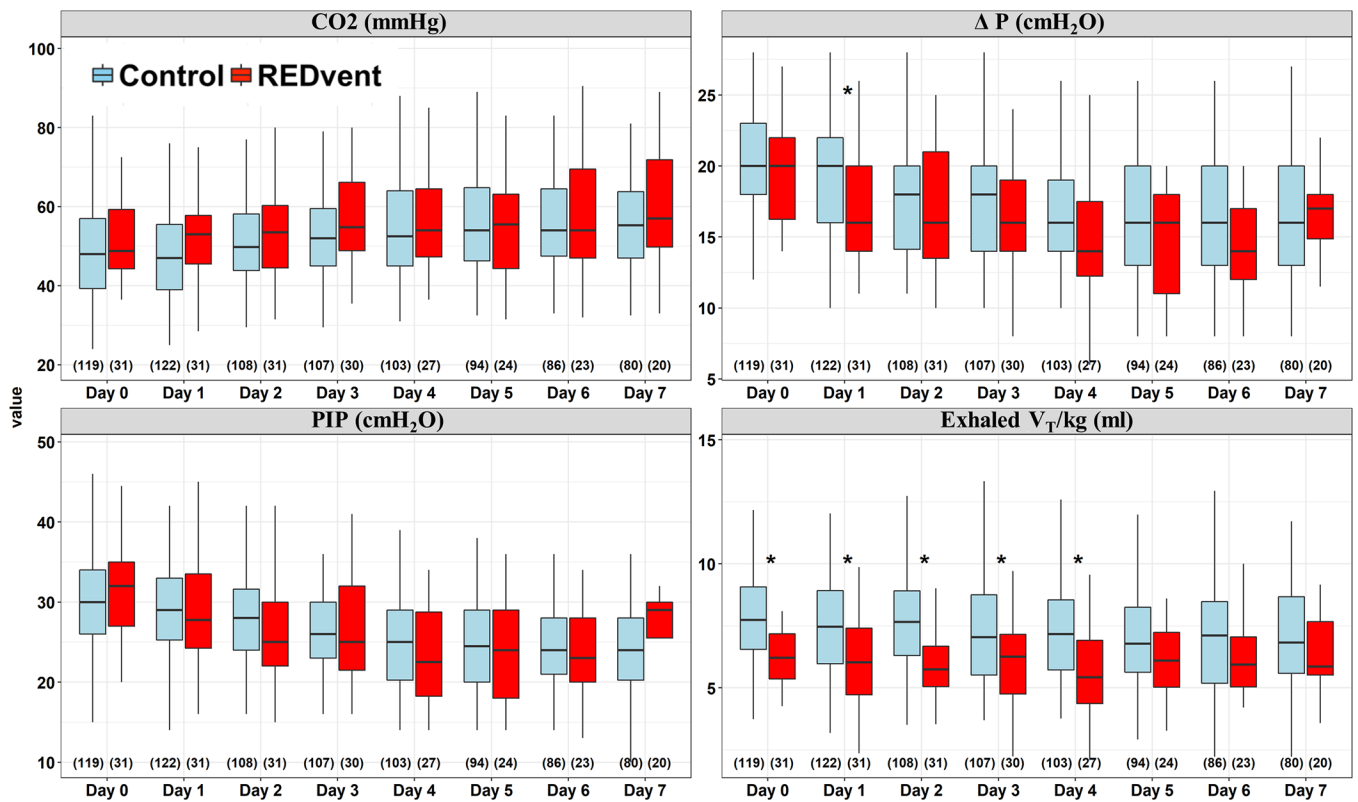 CO2 (mmHg)
Δ P (cmH₂O)
100
80
60
40
20
Control REDvent
(119) (31) (122) (31) (108) (31) (107) (30) (103) (27) (94) (24) (86) (23) (80) (20)
Day 0 Day 1 Day 2 Day 3 Day 4 Day 5 Day 6 Day 7
25
20
15
10
5
*
(119) (31) (122) (31) (108) (31) (107) (30) (103) (27) (94) (24) (86) (23) (80) (20)
Day 0 Day 1 Day 2 Day 3 Day 4 Day 5 Day 6 Day 7
value
PIP (cmH₂O)
Exhaled V_T/kg (ml)
50
40
30
20
10
(119) (31) (122) (31) (108) (31) (107) (30) (103) (27) (94) (24) (86) (23) (80) (20)
Day 0 Day 1 Day 2 Day 3 Day 4 Day 5 Day 6 Day 7
15
10
5
* * * * *
(119) (31) (122) (31) (108) (31) (107) (30) (103) (27) (94) (24) (86) (23) (80) (20)
Day 0 Day 1 Day 2 Day 3 Day 4 Day 5 Day 6 Day 7